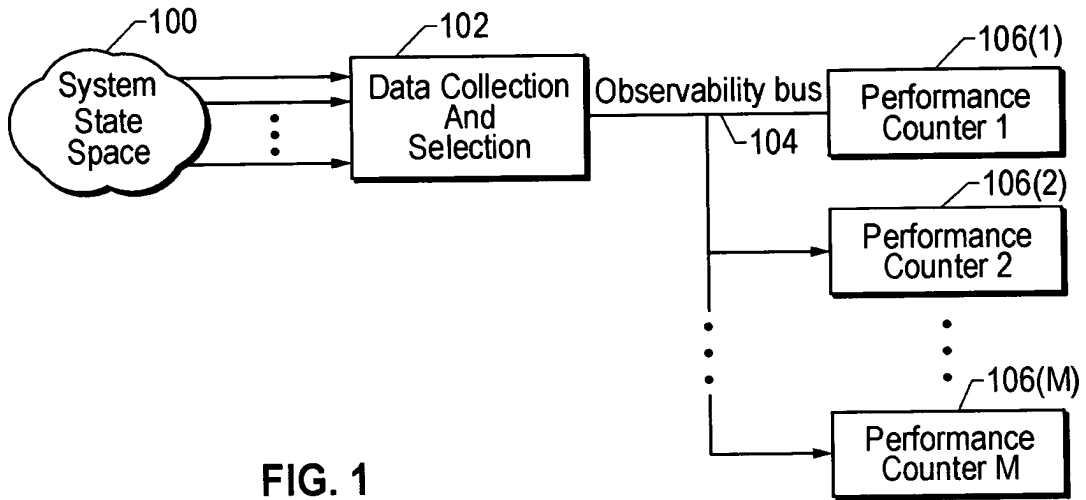 100
System
State
Space
102
Data Collection
And
Selection
Observability bus
104
106(1)
Performance
Counter 1
106(2)
Performance
Counter 2
106(M)
Performance
Counter M
FIG. 1